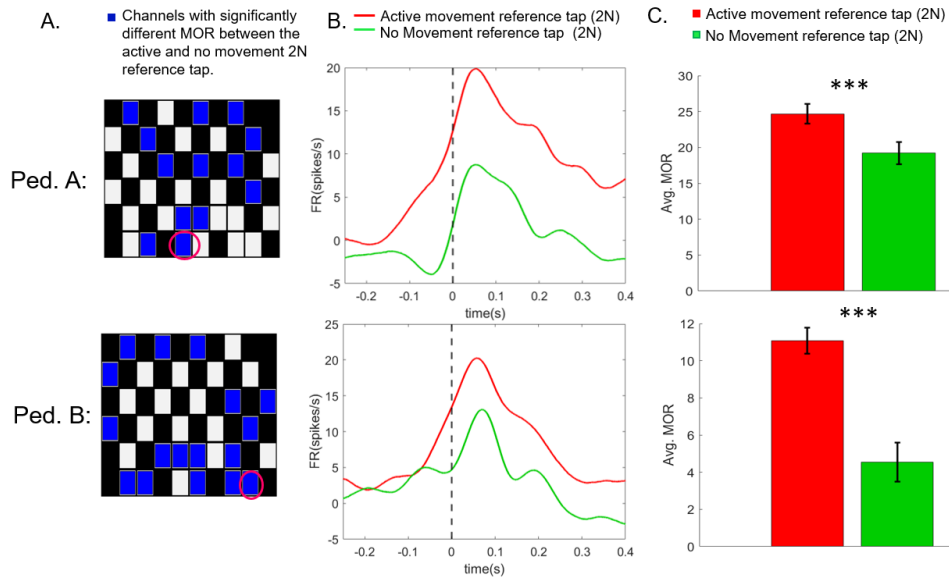 A.
Channels with significantly
different MOR between the
active and no movement 2N
reference tap.
Ped. A:
Ped. B:
B.
Active movement reference tap (2N)
No Movement reference tap (2N)
20
15
10
5
0
-5
FR(spikes/s)
-0.2 -0.1 0 0.1 0.2 0.3 0.4
time(s)
25
20
15
10
5
0
-5
FR(spikes/s)
-0.2 -0.1 0 0.1 0.2 0.3 0.4
time(s)
C.
Active movement reference tap (2N)
No Movement reference tap (2N)
***
30
25
20
15
10
5
0
Avg. MOR
***
12
10
8
6
4
2
0
Avg. MOR